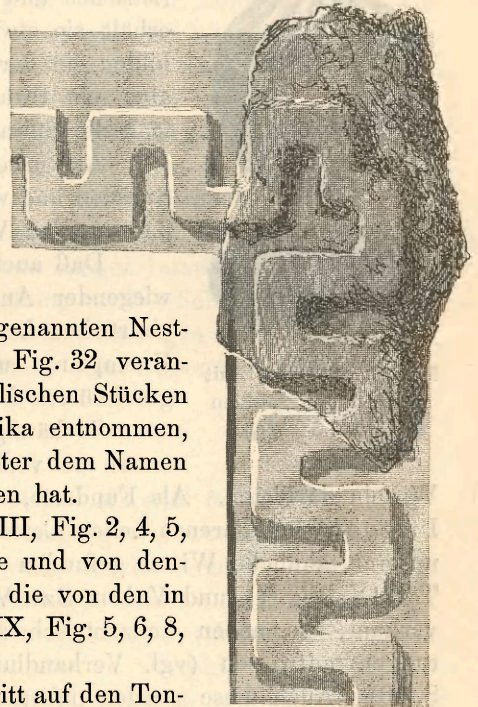 genannten Nest-
Fig. 32 veran-
lischen Stücken
ika entnommen,
ter dem Namen
en hat.
III, Fig. 2, 4, 5,
e und von den-
die von den in
IX, Fig. 5, 6, 8,
ritt auf den Ton-